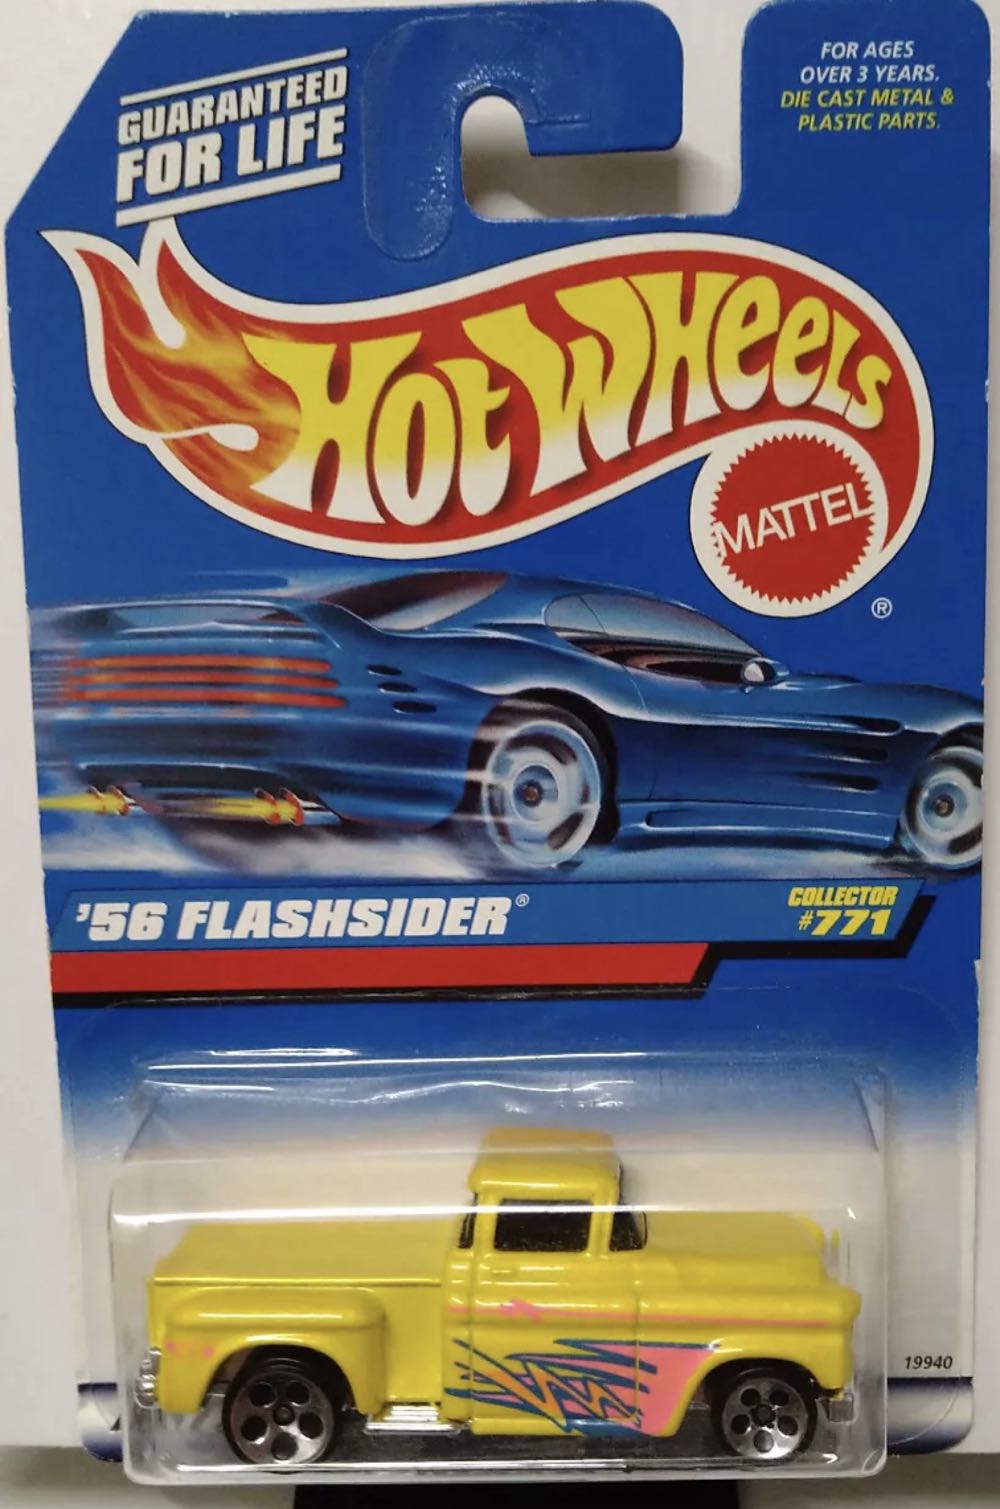 GUARANTEED
FOR LIFE
FOR AGES
OVER 3 YEARS.
DIE CAST METAL &
PLASTIC PARTS.
HOT WHEELS
MATTEL
®
'56 FLASHSIDER®
COLLECTOR
#771
19940